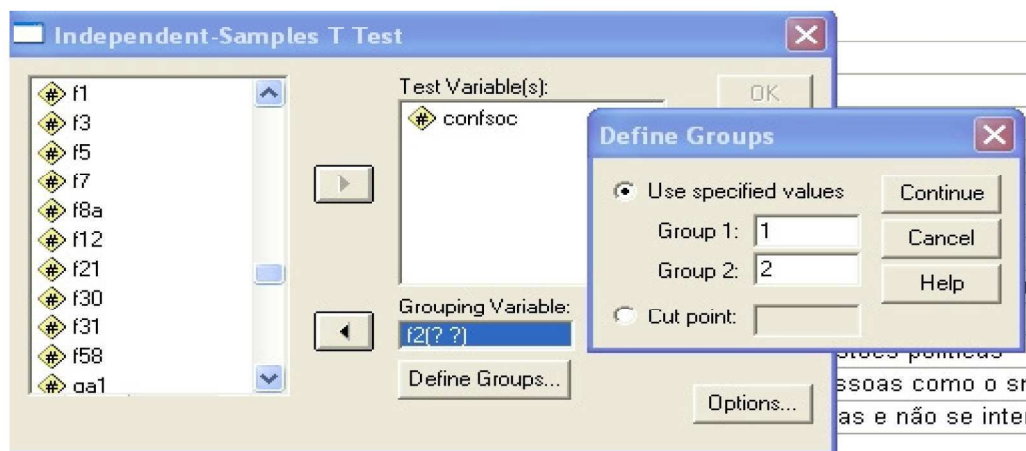 Independent-Samples T Test
f1
f3
f5
f7
f8a
f12
f21
f30
f31
f58
Test Variable(s):
confsoc
OK
Grouping Variable:
f2(? ?)
Define Groups...
Options...
Define Groups
Use specified values
Group 1: 1
Group 2: 2
Cut point:
Continue
Cancel
Help
ssoas como o
as e não se